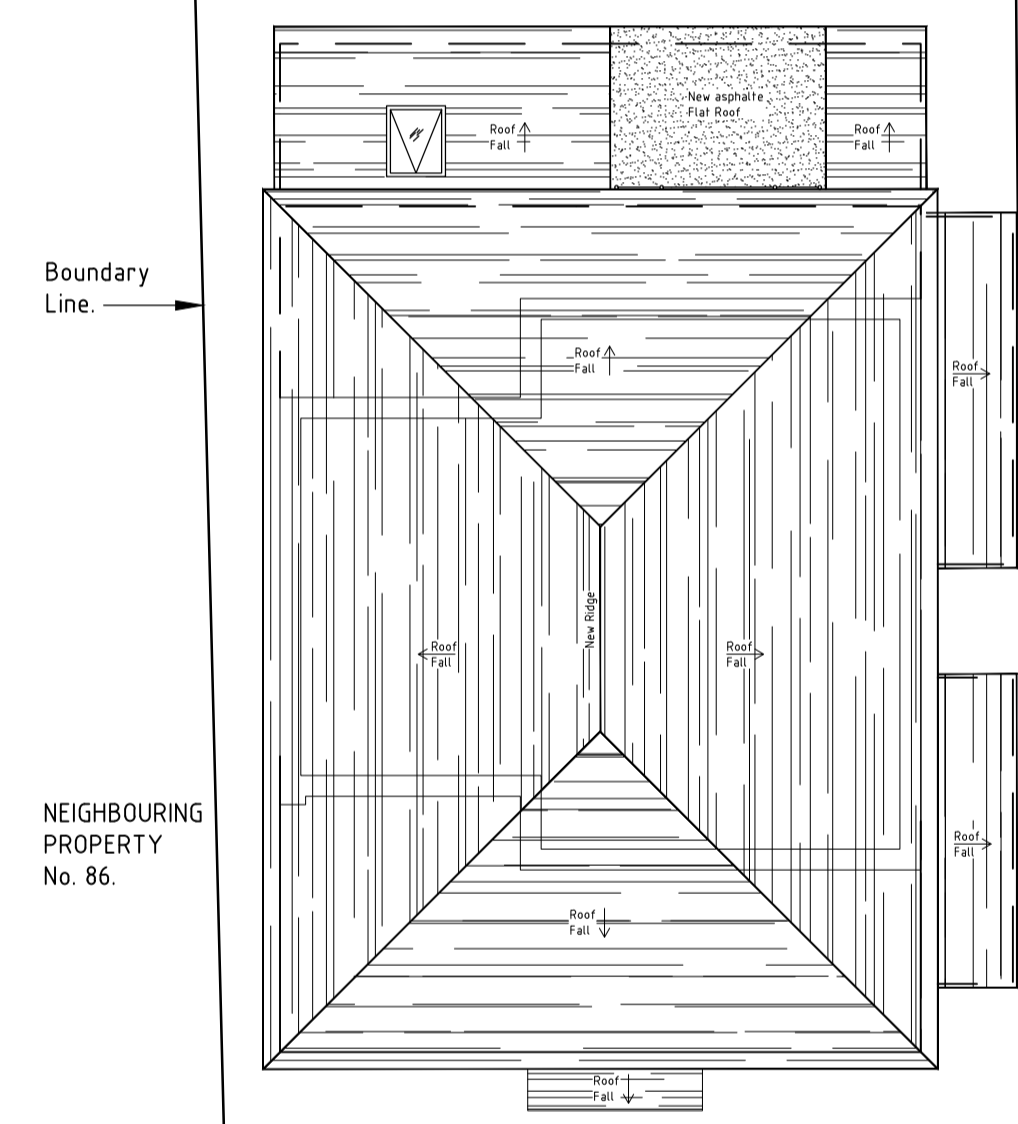 New asphalte
Flat Roof
Roof
Fall
Roof
Fall
Boundary
Line.
Roof
Fall
Roof
Fall
New Ridge
Roof
Fall
Roof
Fall
NEIGHBOURING
PROPERTY
No. 86.
Roof
Fall
Roof
Fall
Roof
Fall